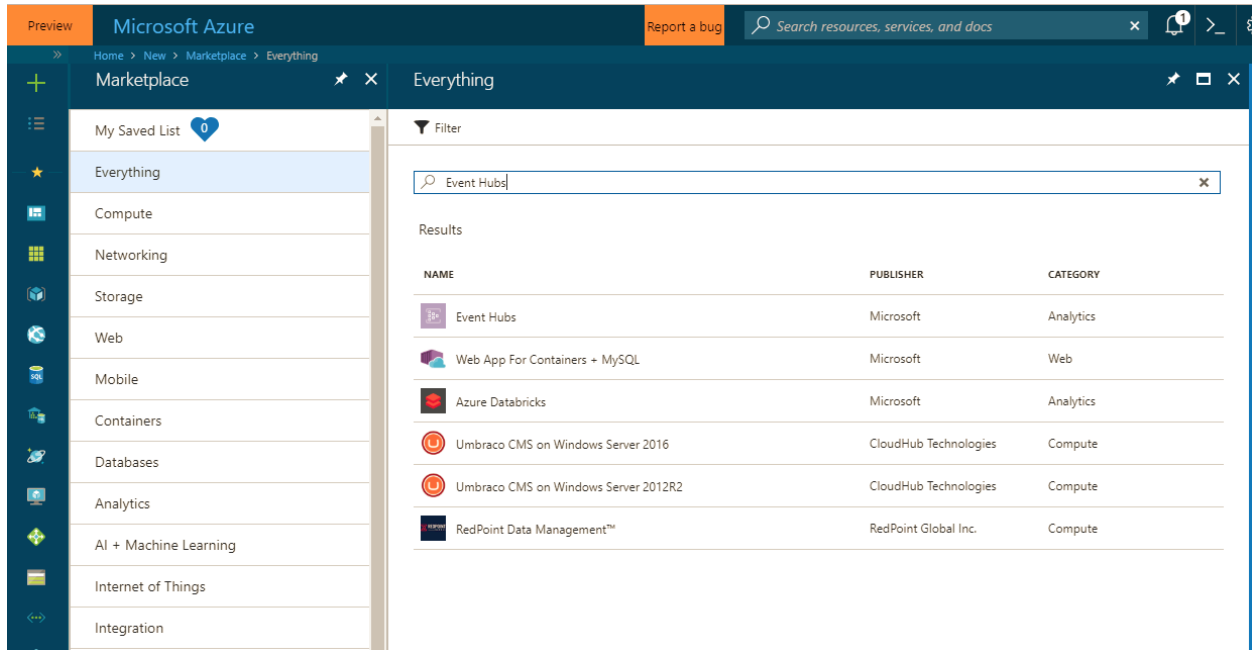 Preview
Microsoft Azure
Report a bug
Search resources, services, and docs
1
Home > New > Marketplace > Everything
Marketplace
Everything
My Saved List 0
Everything
Compute
Networking
Storage
Web
Mobile
Containers
Databases
Analytics
AI + Machine Learning
Internet of Things
Integration
Filter
Event Hubs
Results
NAME PUBLISHER CATEGORY
Event Hubs Microsoft Analytics
Web App For Containers + MySQL Microsoft Web
Azure Databricks Microsoft Analytics
Umbraco CMS on Windows Server 2016 CloudHub Technologies Compute
Umbraco CMS on Windows Server 2012R2 CloudHub Technologies Compute
RedPoint Data Management™ RedPoint Global Inc. Compute
SQL